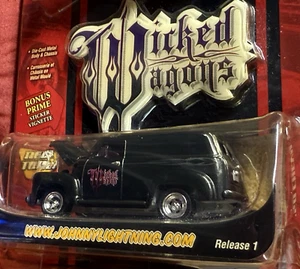 Wicked
Wagons
• Die-Cast Metal
Body & Chassis
• Carrosserie et
Châssis en
Métal Moulé
BONUS
PRIME
STICKER
VIGNETTE
WWW.JOHNNYLIGHTNING.COM
Release 1